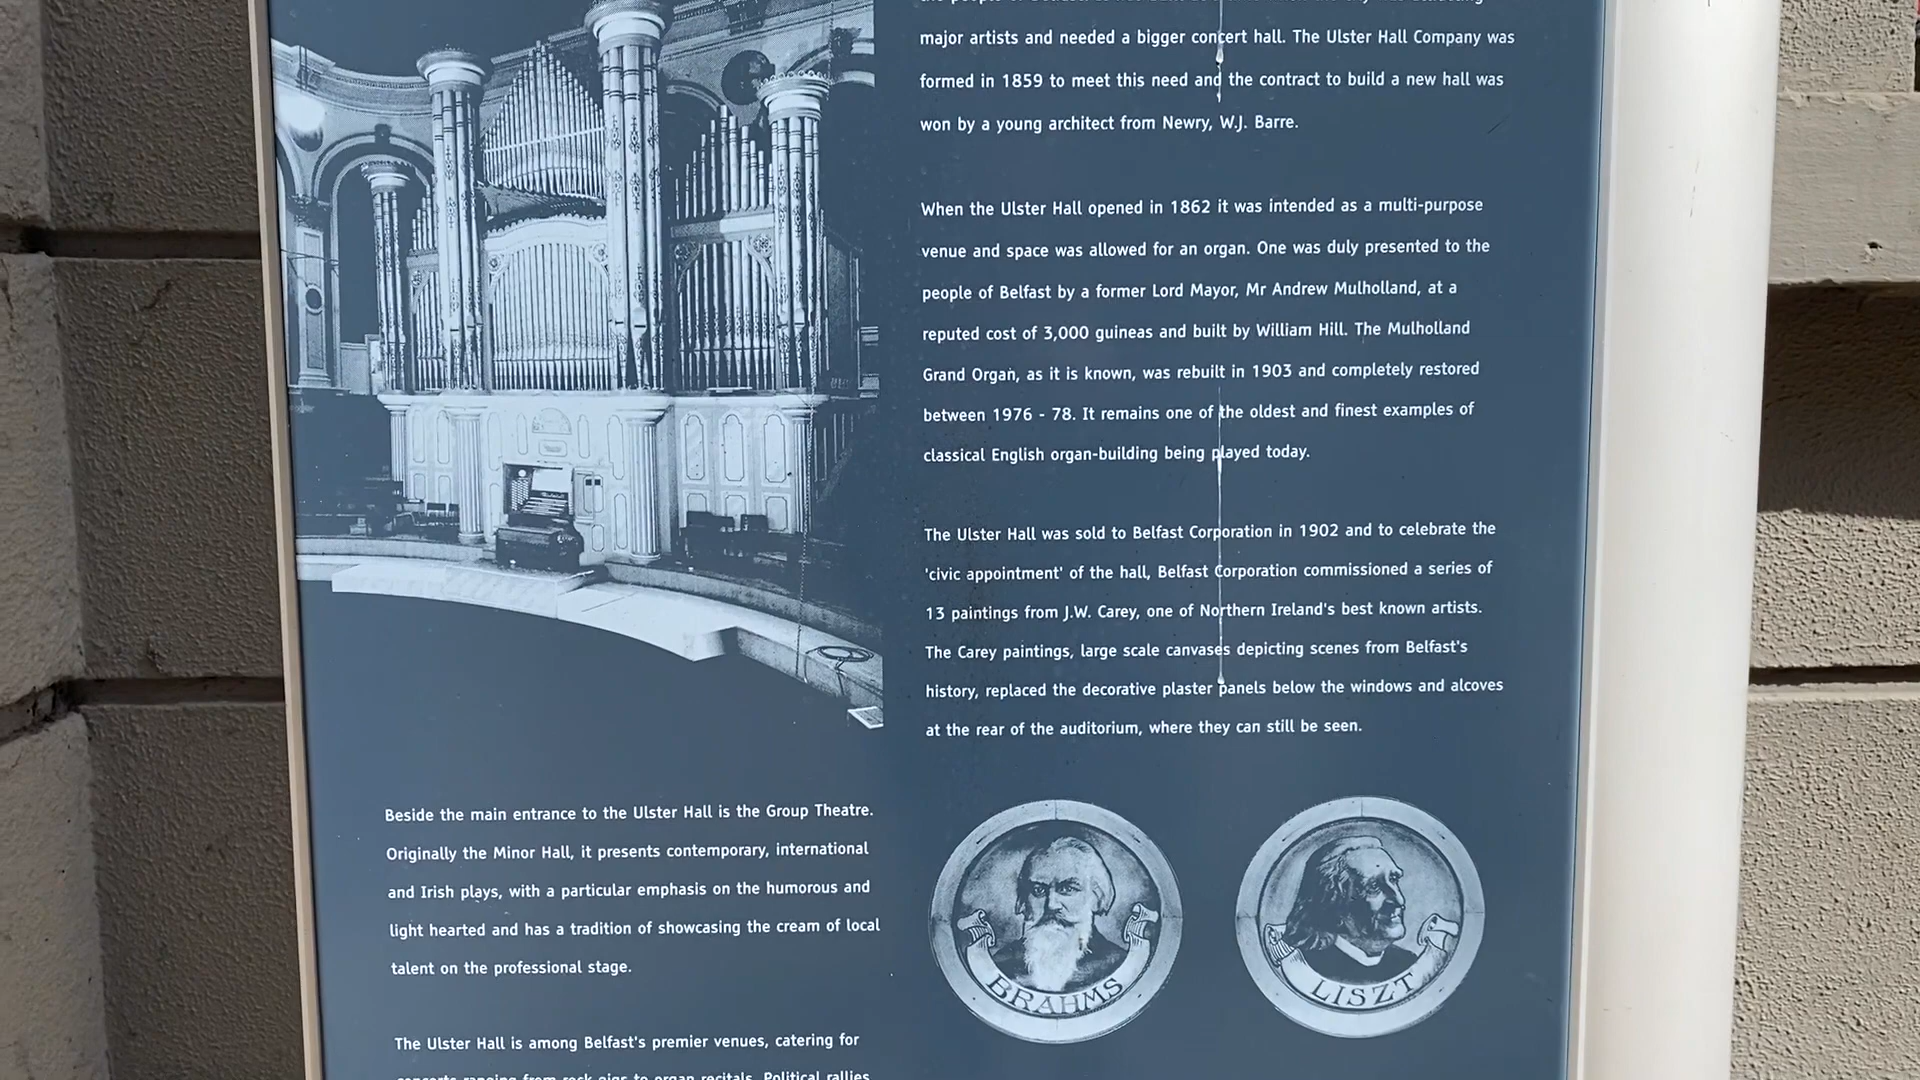 major artists and needed a bigger concert hall. The Ulster Hall Company was
formed in 1859 to meet this need and the contract to build a new hall was
won by a young architect from Newry, W.J. Barre.
When the Ulster Hall opened in 1862 it was intended as a multi-purpose
venue and space was allowed for an organ. One was duly presented to the
people of Belfast by a former Lord Mayor, Mr Andrew Mulholland, at a
reputed cost of 3,000 guineas and built by William Hill. The Mulholland
Grand Organ, as it is known, was rebuilt in 1903 and completely restored
between 1976 - 78. It remains one of the oldest and finest examples of
classical English organ-building being played today.
The Ulster Hall was sold to Belfast Corporation in 1902 and to celebrate the
'civic appointment' of the hall, Belfast Corporation commissioned a series of
13 paintings from J.W. Carey, one of Northern Ireland's best known artists.
The Carey paintings, large scale canvases depicting scenes from Belfast's
history, replaced the decorative plaster panels below the windows and alcoves
at the rear of the auditorium, where they can still be seen.
Beside the main entrance to the Ulster Hall is the Group Theatre.
Originally the Minor Hall, it presents contemporary, international
and Irish plays, with a particular emphasis on the humorous and
light hearted and has a tradition of showcasing the cream of local
talent on the professional stage.
The Ulster Hall is among Belfast's premier venues, catering for
concerts ranging from rock gigs to organ recitals. Political rallies
BRAHMS
LISZT